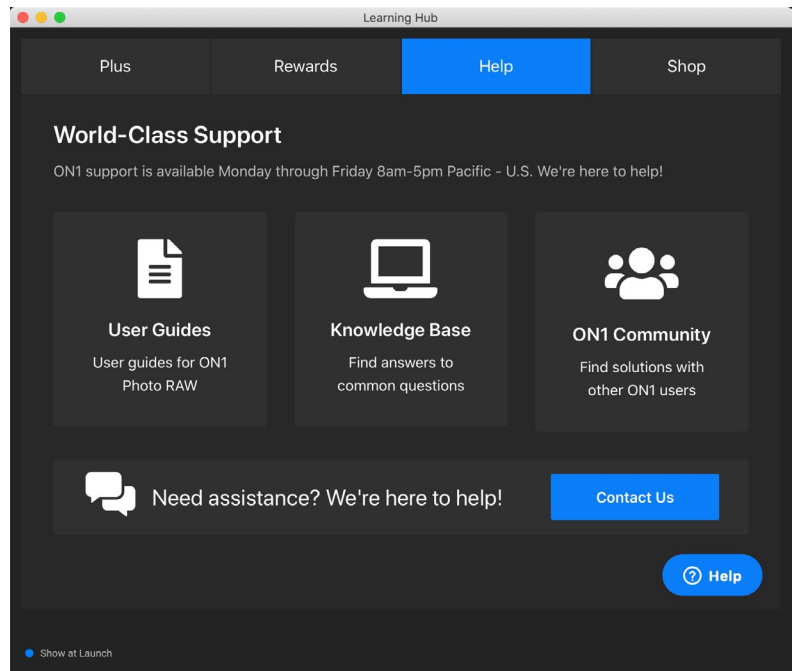 Learning Hub
Plus
Rewards
Help
Shop
World-Class Support
ON1 support is available Monday through Friday 8am-5pm Pacific - U.S. We're here to help!
User Guides
User guides for ON1
Photo RAW
Knowledge Base
Find answers to
common questions
ON1 Community
Find solutions with
other ON1 users
Need assistance? We're here to help!
Contact Us
? Help
Show at Launch